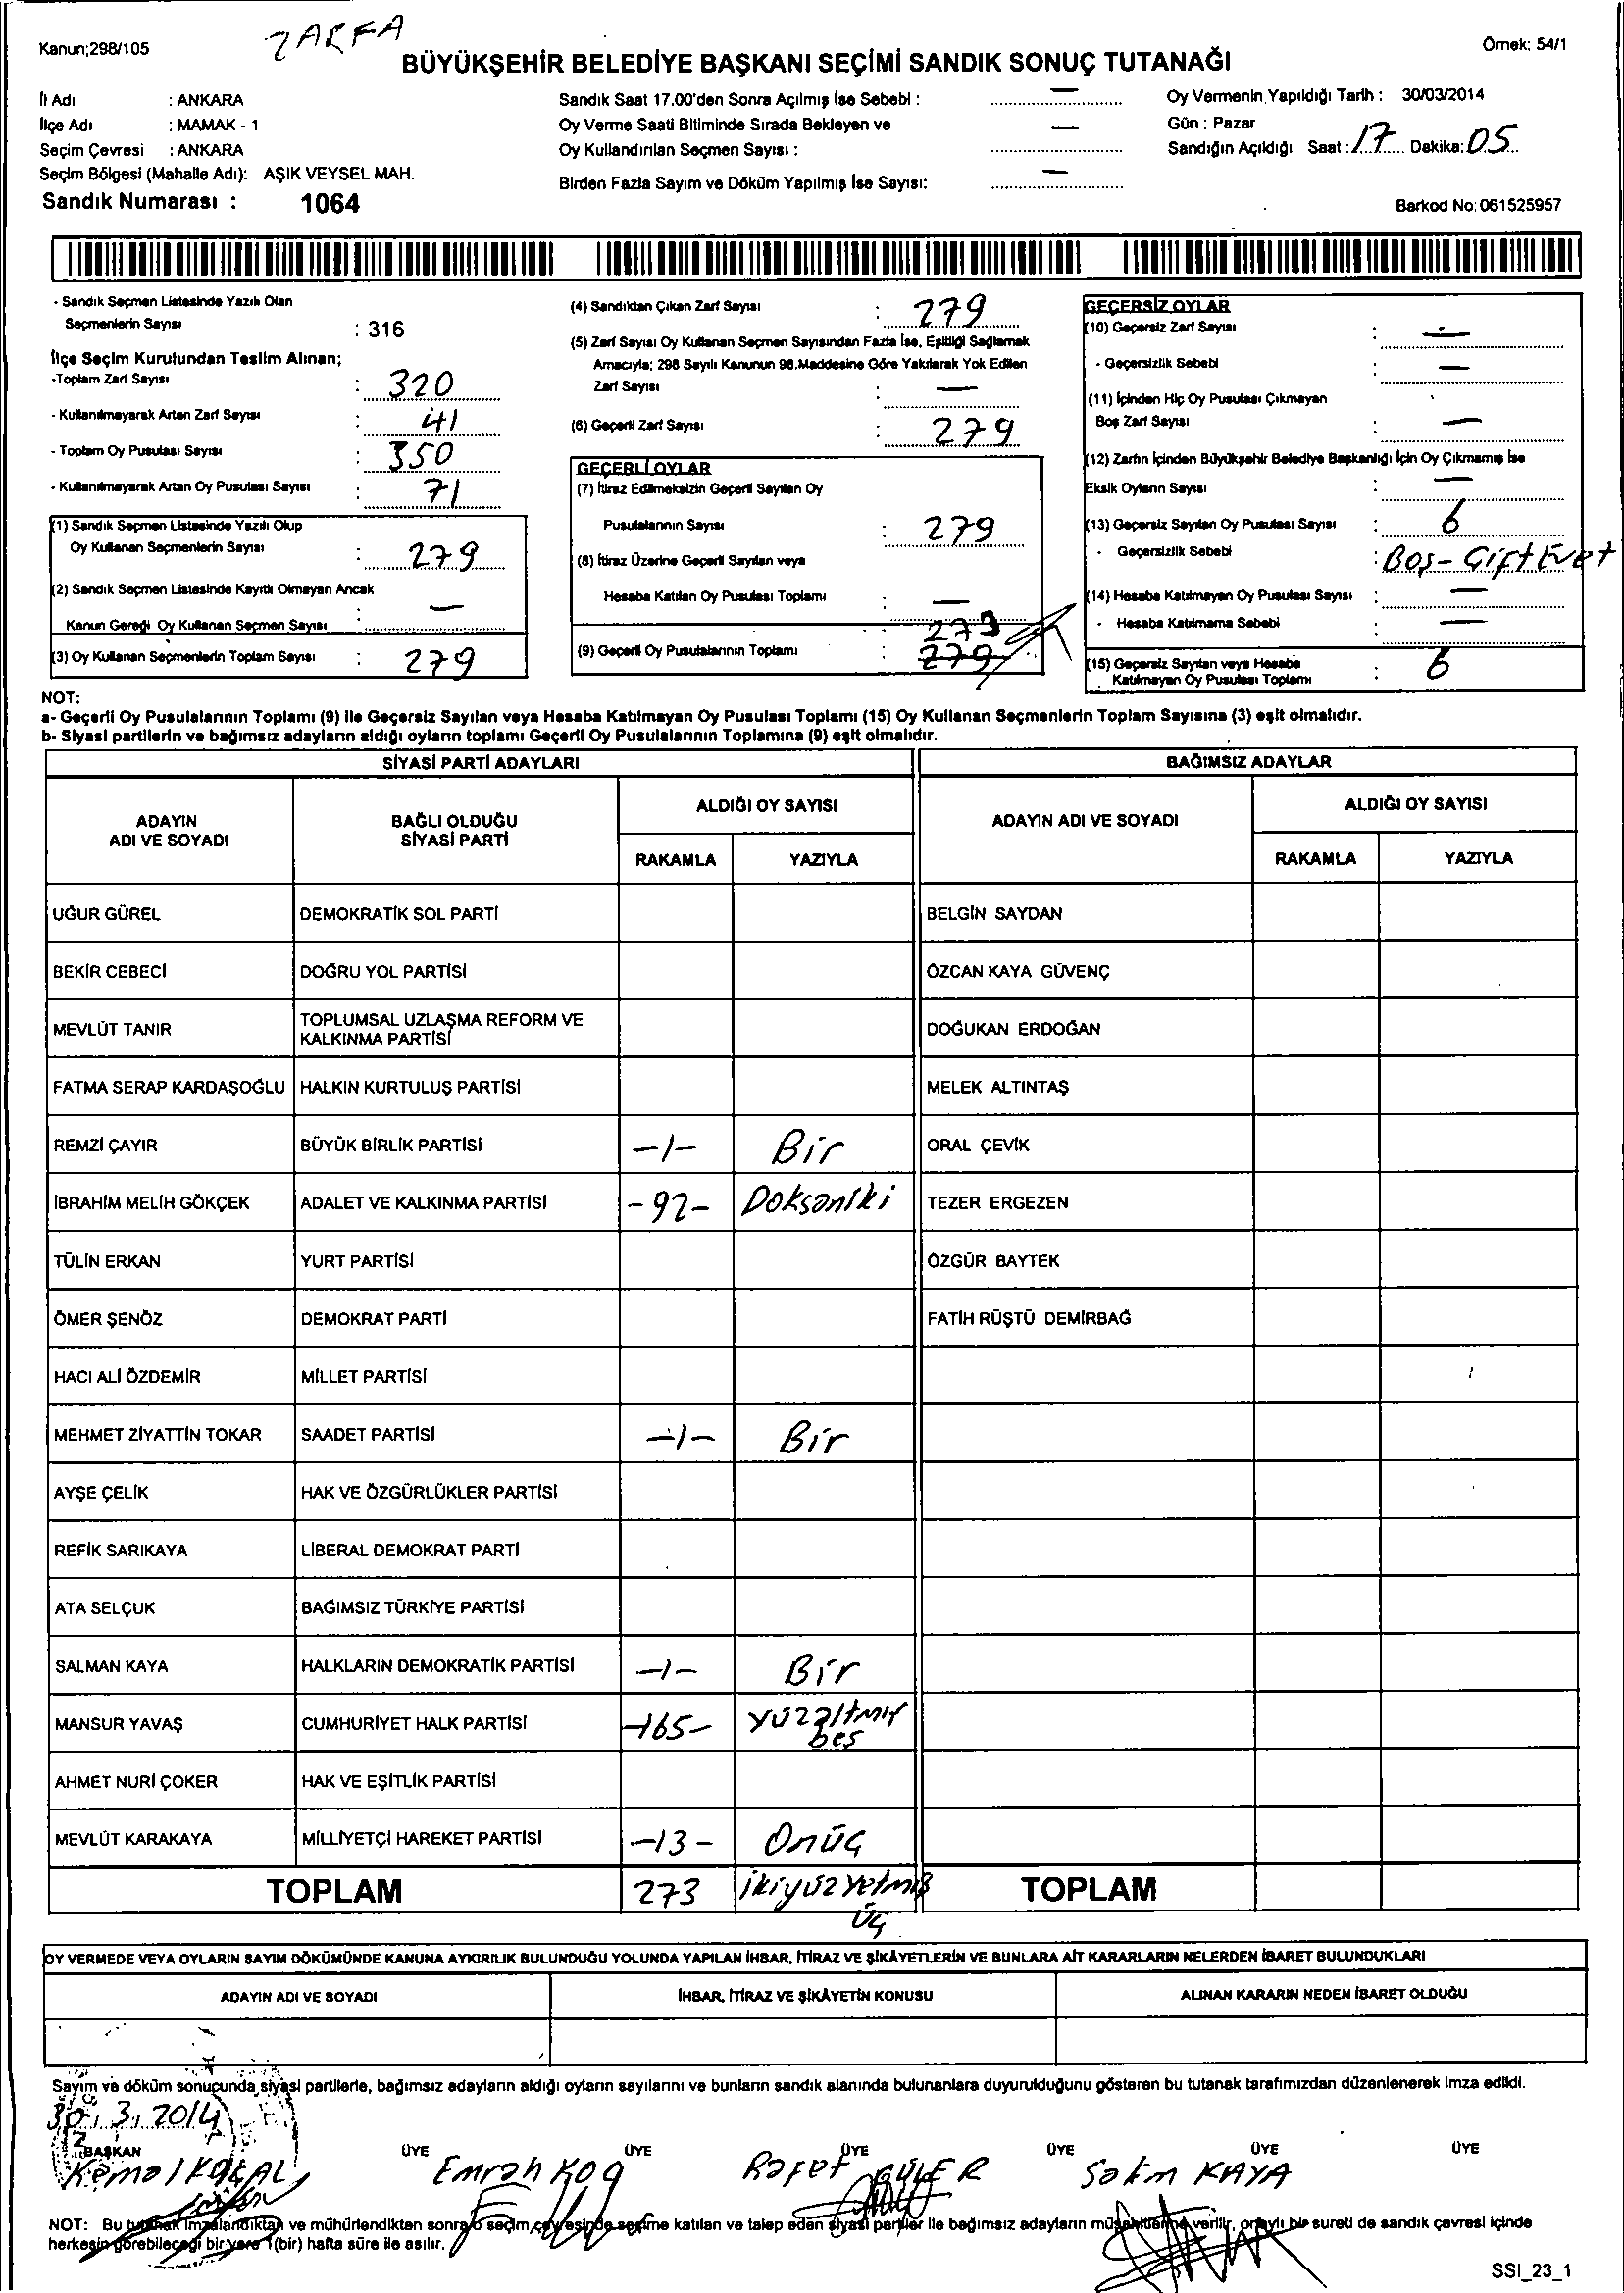 Kanun;298/105
ZARFA
Örnek: 54/1
BÜYÜKŞEHİR BELEDİYE BAŞKANI SEÇİMİ SANDIK SONUÇ TUTANAĞI
İl Adı : ANKARA
İlçe Adı : MAMAK - 1
Seçim Çevresi : ANKARA
Seçim Bölgesi (Mahalle Adı): AŞIK VEYSEL MAH.
Sandık Numarası : 1064
Sandık Saat 17.00'den Sonra Açılmış İse Sebebi : —
Oy Verme Saati Bitiminde Sırada Bekleyen ve
Oy Kullandırılan Seçmen Sayısı : —
Birden Fazla Sayım ve Döküm Yapılmış İse Sayısı: —
Oy Vermenin Yapıldığı Tarih : 30/03/2014
Gün : Pazar
Sandığın Açıldığı Saat : 17 Dakika: 05
Barkod No:061525957
- Sandık Seçmen Listesinde Yazılı Olan
Seçmenlerin Sayısı : 316
İlçe Seçim Kurulundan Teslim Alınan;
-Toplam Zarf Sayısı : 320
- Kullanılmayarak Artan Zarf Sayısı : 41
- Toplam Oy Pusulası Sayısı : 350
- Kullanılmayarak Artan Oy Pusulası Sayısı : 71
(1) Sandık Seçmen Listesinde Yazılı Olup
Oy Kullanan Seçmenlerin Sayısı : 279
(2) Sandık Seçmen Listesinde Kayıtlı Olmayan Ancak
Kanun Gereği Oy Kullanan Seçmen Sayısı : —
(3) Oy Kullanan Seçmenlerin Toplam Sayısı : 279
(4) Sandıktan Çıkan Zarf Sayısı : 279
(5) Zarf Sayısı Oy Kullanan Seçmen Sayısından Fazla İse, Eşitliği Sağlamak
Amacıyla; 298 Sayılı Kanunun 98.Maddesine Göre Yakılarak Yok Edilen
Zarf Sayısı : —
(6) Geçerli Zarf Sayısı : 279
GEÇERLİ OYLAR
(7) İtiraz Edilmeksizin Geçerli Sayılan Oy
Pusulalarının Sayısı : 279
(8) İtiraz Üzerine Geçerli Sayılan veya
Hesaba Katılan Oy Pusulası Toplamı : —
273
(9) Geçerli Oy Pusulalarının Toplamı : 279
GEÇERSİZ OYLAR
(10) Geçersiz Zarf Sayısı : —
- Geçersizlik Sebebi : —
(11) İçinden Hiç Oy Pusulası Çıkmayan
Boş Zarf Sayısı : —
(12) Zarfın İçinden Büyükşehir Belediye Başkanlığı İçin Oy Çıkmamış İse
Eksik Oyların Sayısı : —
(13) Geçersiz Sayılan Oy Pusulası Sayısı : 6
- Geçersizlik Sebebi : Boş - Çift Evet
(14) Hesaba Katılmayan Oy Pusulası Sayısı : —
- Hesaba Katılmama Sebebi : —
(15) Geçersiz Sayılan veya Hesaba
Katılmayan Oy Pusulası Toplamı : 6
NOT:
a- Geçerli Oy Pusulalarının Toplamı (9) ile Geçersiz Sayılan veya Hesaba Katılmayan Oy Pusulası Toplamı (15) Oy Kullanan Seçmenlerin Toplam Sayısına (3) eşit olmalıdır.
b- Siyasi partilerin ve bağımsız adayların aldığı oyların toplamı Geçerli Oy Pusulalarının Toplamına (9) eşit olmalıdır.
SİYASİ PARTİ ADAYLARI
BAĞIMSIZ ADAYLAR
ADAYIN ADI VE SOYADI
BAĞLI OLDUĞU SİYASİ PARTİ
ALDIĞI OY SAYISI
RAKAMLA YAZIYLA
ADAYIN ADI VE SOYADI
ALDIĞI OY SAYISI
RAKAMLA YAZIYLA
UĞUR GÜREL DEMOKRATİK SOL PARTİ BELGİN SAYDAN
BEKİR CEBECİ DOĞRU YOL PARTİSİ ÖZCAN KAYA GÜVENÇ
MEVLÜT TANIR TOPLUMSAL UZLAŞMA REFORM VE KALKINMA PARTİSİ DOĞUKAN ERDOĞAN
FATMA SERAP KARDAŞOĞLU HALKIN KURTULUŞ PARTİSİ MELEK ALTINTAŞ
REMZİ ÇAYIR BÜYÜK BİRLİK PARTİSİ -1- Bir ORAL ÇEVİK
İBRAHİM MELİH GÖKÇEK ADALET VE KALKINMA PARTİSİ -92- Doksaniki TEZER ERGEZEN
TÜLİN ERKAN YURT PARTİSİ ÖZGÜR BAYTEK
ÖMER ŞENÖZ DEMOKRAT PARTİ FATİH RÜŞTÜ DEMİRBAĞ
HACI ALİ ÖZDEMİR MİLLET PARTİSİ
MEHMET ZİYATTİN TOKAR SAADET PARTİSİ -1- Bir
AYŞE ÇELİK HAK VE ÖZGÜRLÜKLER PARTİSİ
REFİK SARIKAYA LİBERAL DEMOKRAT PARTİ
ATA SELÇUK BAĞIMSIZ TÜRKİYE PARTİSİ
SALMAN KAYA HALKLARIN DEMOKRATİK PARTİSİ -1- Bir
MANSUR YAVAŞ CUMHURİYET HALK PARTİSİ -165- Yüzaltmış beş
AHMET NURİ ÇOKER HAK VE EŞİTLİK PARTİSİ
MEVLÜT KARAKAYA MİLLİYETÇİ HAREKET PARTİSİ -13- Onüç
TOPLAM 273 ikiyüzyetmiş üç TOPLAM
OY VERMEDE VEYA OYLARIN SAYIM DÖKÜMÜNDE KANUNA AYKIRILIK BULUNDUĞU YOLUNDA YAPILAN İHBAR, İTİRAZ VE ŞİKÂYETLERİN VE BUNLARA AİT KARARLARIN NELERDEN İBARET BULUNDUKLARI
ADAYIN ADI VE SOYADI İHBAR, İTİRAZ VE ŞİKÂYETİN KONUSU ALINAN KARARIN NEDEN İBARET OLDUĞU
Sayım ve döküm sonucunda siyasi partilerle, bağımsız adayların aldığı oyların sayılarını ve bunların sandık alanında bulunanlara duyurulduğunu gösteren bu tutanak tarafımızdan düzenlenerek imza edildi.
30.3.2014
BAŞKAN ÜYE ÜYE ÜYE ÜYE ÜYE ÜYE
Kemal KOÇAL Emrah KOÇ Rafet GÜLER Salim KAYA
NOT: Bu tutanak imzalandıktan ve mühürlendikten sonra o seçim çevresinde seçime katılan ve talep eden siyasi partiler ile bağımsız adayların müşahitlerine verilir, onaylı bir sureti de sandık çevresi içinde
herkesin görebileceği bir yere 1(bir) hafta süre ile asılır.
SSI_23_1